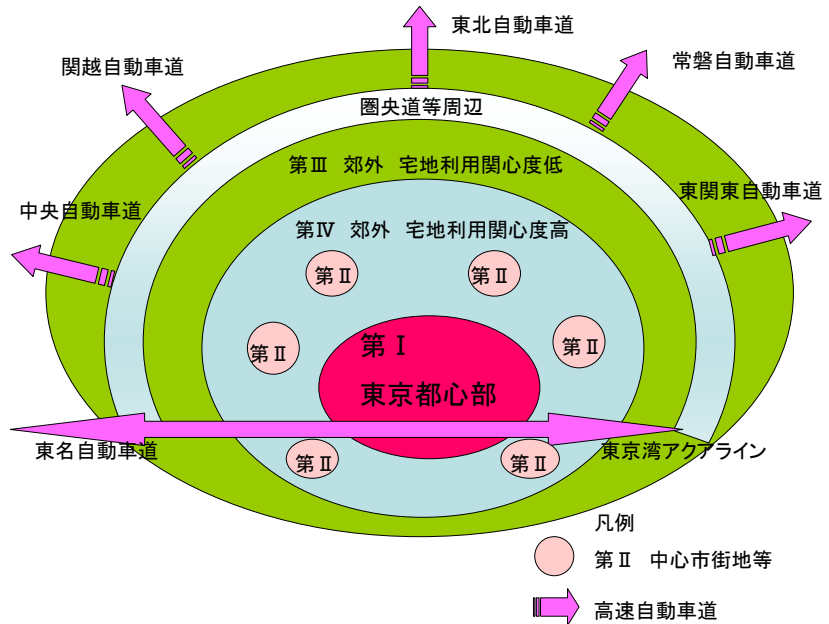 東北自動車道
関越自動車道
常磐自動車道
圏央道等周辺
第Ⅲ 郊外 宅地利用関心度低
中央自動車道
東関東自動車道
第Ⅳ 郊外 宅地利用関心度高
第Ⅱ
第Ⅱ
第Ⅱ
第Ⅱ
第Ⅰ
東京都心部
東名自動車道
東京湾アクアライン
第Ⅱ
第Ⅱ
凡例
第Ⅱ 中心市街地等
高速自動車道